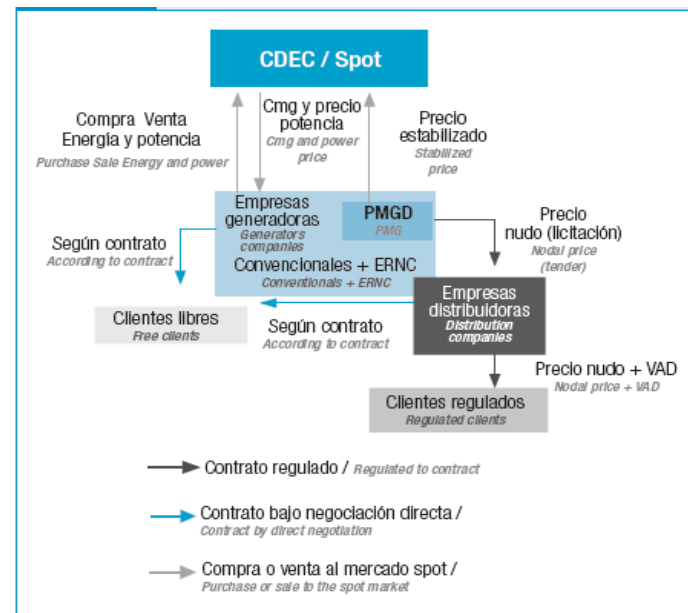 CDEC / Spot
Compra Venta
Energía y potencia
Purchase Sale Energy and power
Cmg y precio
potencia
Cmg and power
price
Precio
estabilizado
Stabilized
price
Empresas
generadoras
Generators
companies
PMGD
PMG
Convencionales + ERNC
Conventionals + ERNC
Según contrato
According to contract
Precio
nudo (licitación)
Nodal price
(tender)
Clientes libres
Free clients
Según contrato
According to contract
Empresas
distribuidoras
Distribution
companies
Precio nudo + VAD
Nodal price + VAD
Clientes regulados
Regulated clients
Contrato regulado / Regulated to contract
Contrato bajo negociación directa /
Contract by direct negotiation
Compra o venta al mercado spot /
Purchase or sale to the spot market